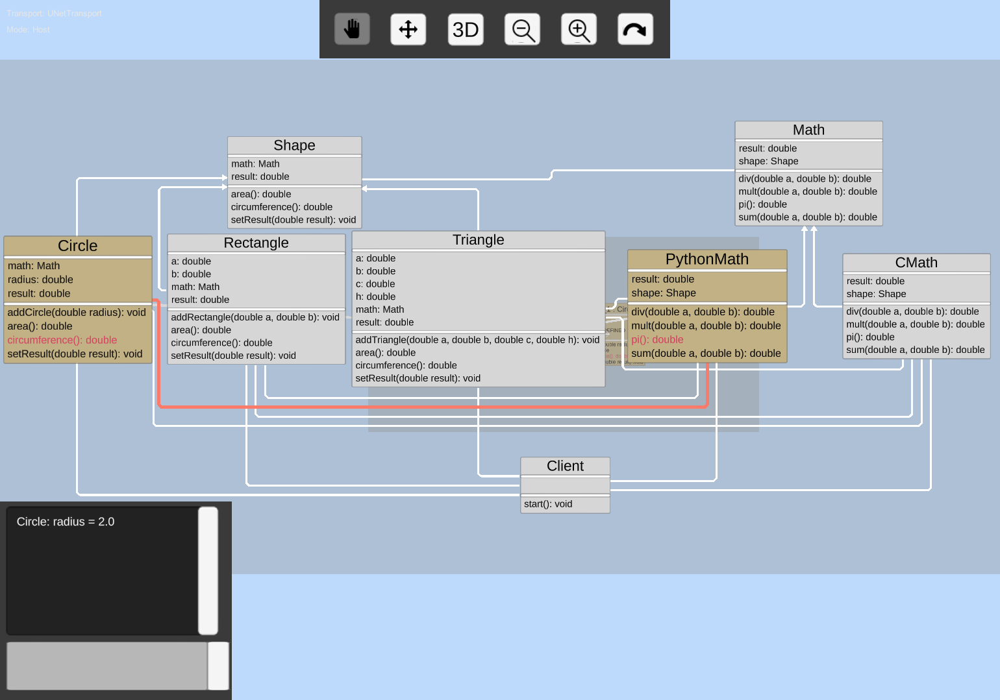 Transport: UNetTransport
Mode: Host
3D
Shape
math: Math
result: double
area(): double
circumference(): double
setResult(double result): void
Math
result: double
shape: Shape
div(double a, double b): double
mult(double a, double b): double
pi(): double
sum(double a, double b): double
Circle
math: Math
radius: double
result: double
addCircle(double radius): void
area(): double
circumference(): double
setResult(double result): void
Rectangle
a: double
b: double
math: Math
result: double
addRectangle(double a, double b): void
area(): double
circumference(): double
setResult(double result): void
Triangle
a: double
b: double
c: double
h: double
math: Math
result: double
addTriangle(double a, double b, double c, double h): void
area(): double
circumference(): double
setResult(double result): void
PythonMath
result: double
shape: Shape
div(double a, double b): double
mult(double a, double b): double
pi(): double
sum(double a, double b): double
CMath
result: double
shape: Shape
div(double a, double b): double
mult(double a, double b): double
pi(): double
sum(double a, double b): double
Client
start(): void
Circle: radius = 2.0